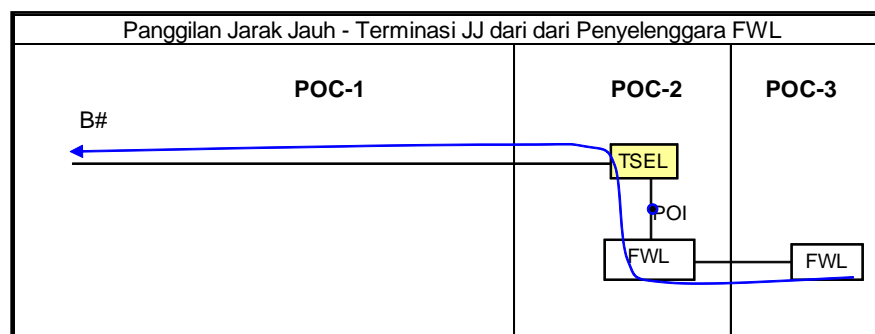 Panggilan Jarak Jauh - Terminasi JJ dari dari Penyelenggara FWL
POC-1 POC-2 POC-3
B#
TSEL
POI
FWL FWL